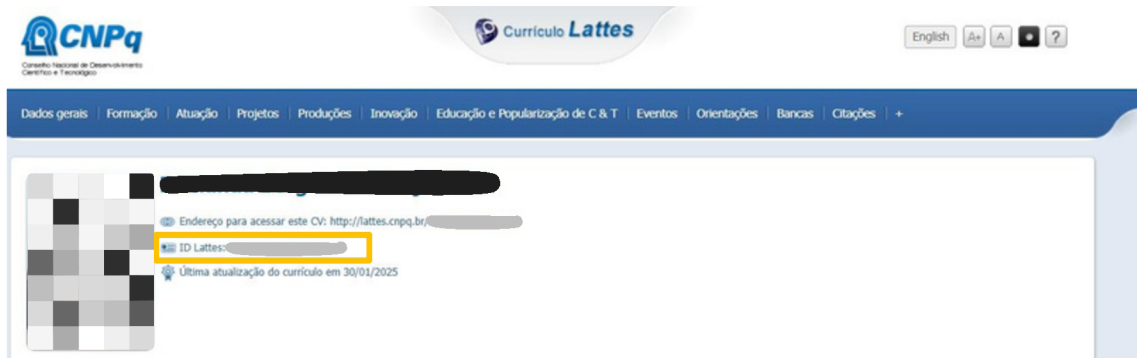 CNPq
Conselho Nacional de Desenvolvimento
Científico e Tecnológico
Currículo Lattes
English A+ A ?
Dados gerais Formação Atuação Projetos Produções Inovação Educação e Popularização de C & T Eventos Orientações Bancas Citações +
Endereço para acessar este CV: http://lattes.cnpq.br/
ID Lattes:
Última atualização do currículo em 30/01/2025